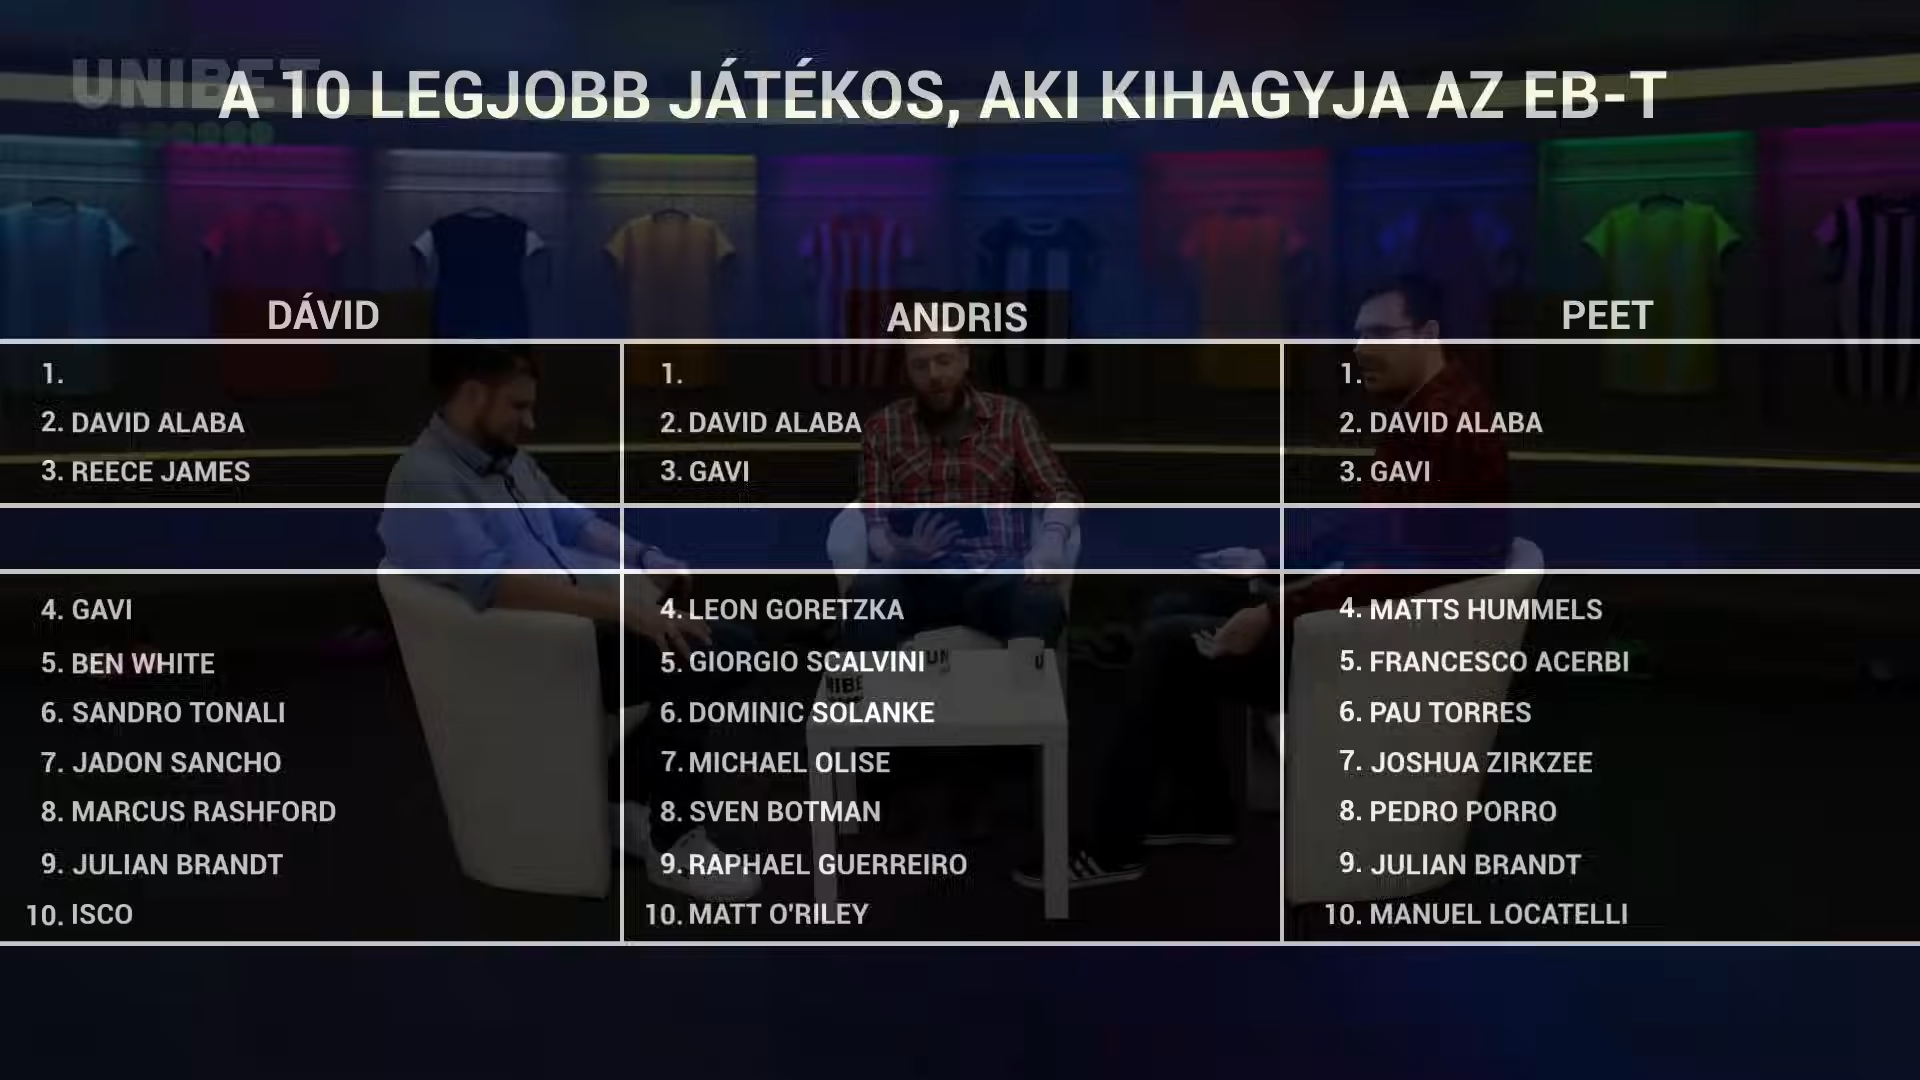 UNIBET
A 10 LEGJOBB JÁTÉKOS, AKI KIHAGYJA AZ EB-T
DÁVID
1.
2. DAVID ALABA
3. REECE JAMES
4. GAVI
5. BEN WHITE
6. SANDRO TONALI
7. JADON SANCHO
8. MARCUS RASHFORD
9. JULIAN BRANDT
10. ISCO
ANDRIS
1.
2. DAVID ALABA
3. GAVI
4. LEON GORETZKA
5. GIORGIO SCALVINI
6. DOMINIC SOLANKE
7. MICHAEL OLISE
8. SVEN BOTMAN
9. RAPHAEL GUERREIRO
10. MATT O'RILEY
PEET
1.
2. DAVID ALABA
3. GAVI
4. MATTS HUMMELS
5. FRANCESCO ACERBI
6. PAU TORRES
7. JOSHUA ZIRKZEE
8. PEDRO PORRO
9. JULIAN BRANDT
10. MANUEL LOCATELLI